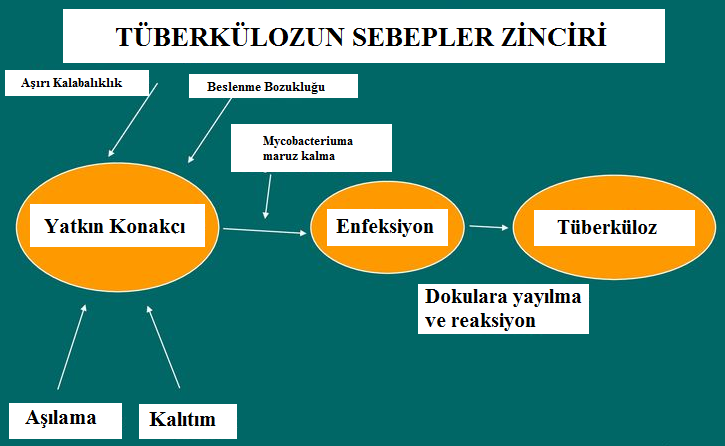 TÜBERKÜLOZUN SEBEPLER ZİNCİRİ
Aşırı Kalabalıklık
Beslenme Bozukluğu
Mycobacteriuma
maruz kalma
Yatkın Konakcı
Enfeksiyon
Tüberküloz
Dokulara yayılma
ve reaksiyon
Aşılama
Kalıtım